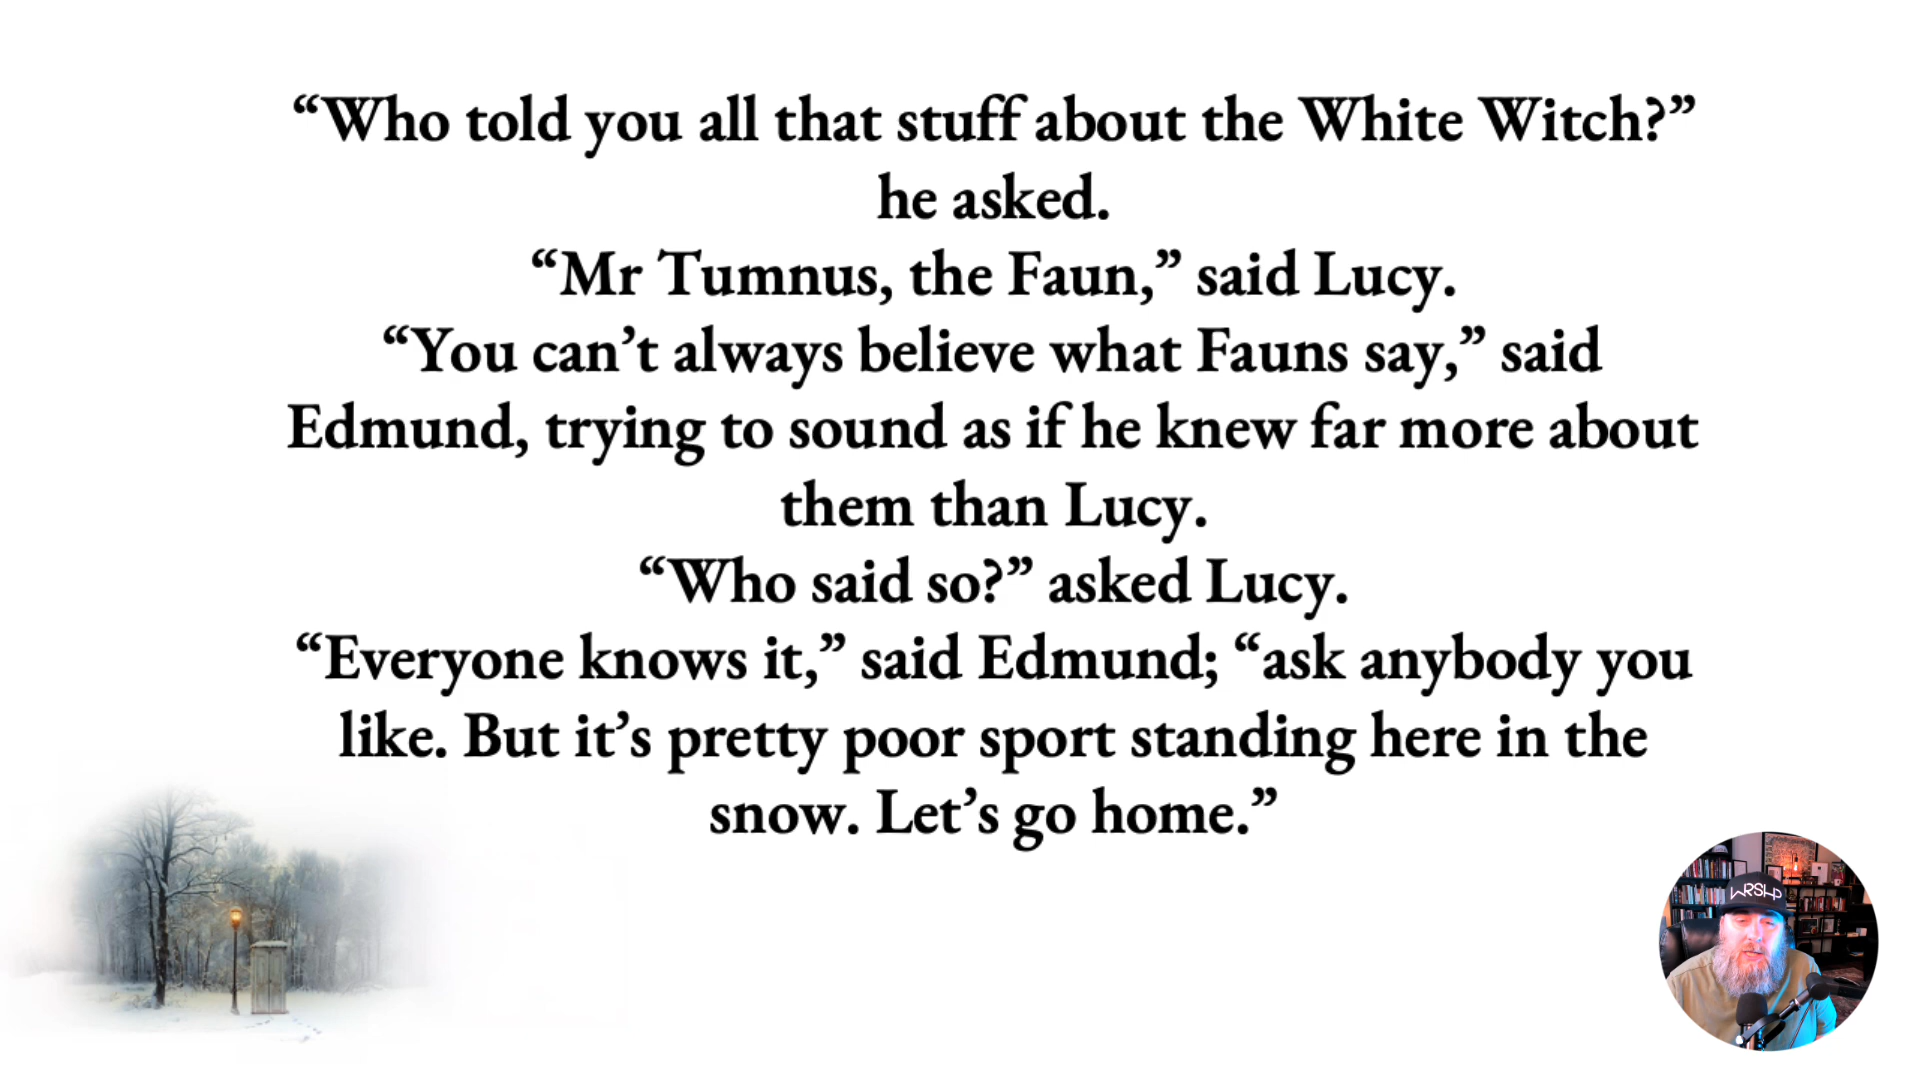 “Who told you all that stuff about the White Witch?”
he asked.
“Mr Tumnus, the Faun,” said Lucy.
“You can’t always believe what Fauns say,” said
Edmund, trying to sound as if he knew far more about
them than Lucy.
“Who said so?” asked Lucy.
“Everyone knows it,” said Edmund; “ask anybody you
like. But it’s pretty poor sport standing here in the
snow. Let’s go home.”
WRSHP